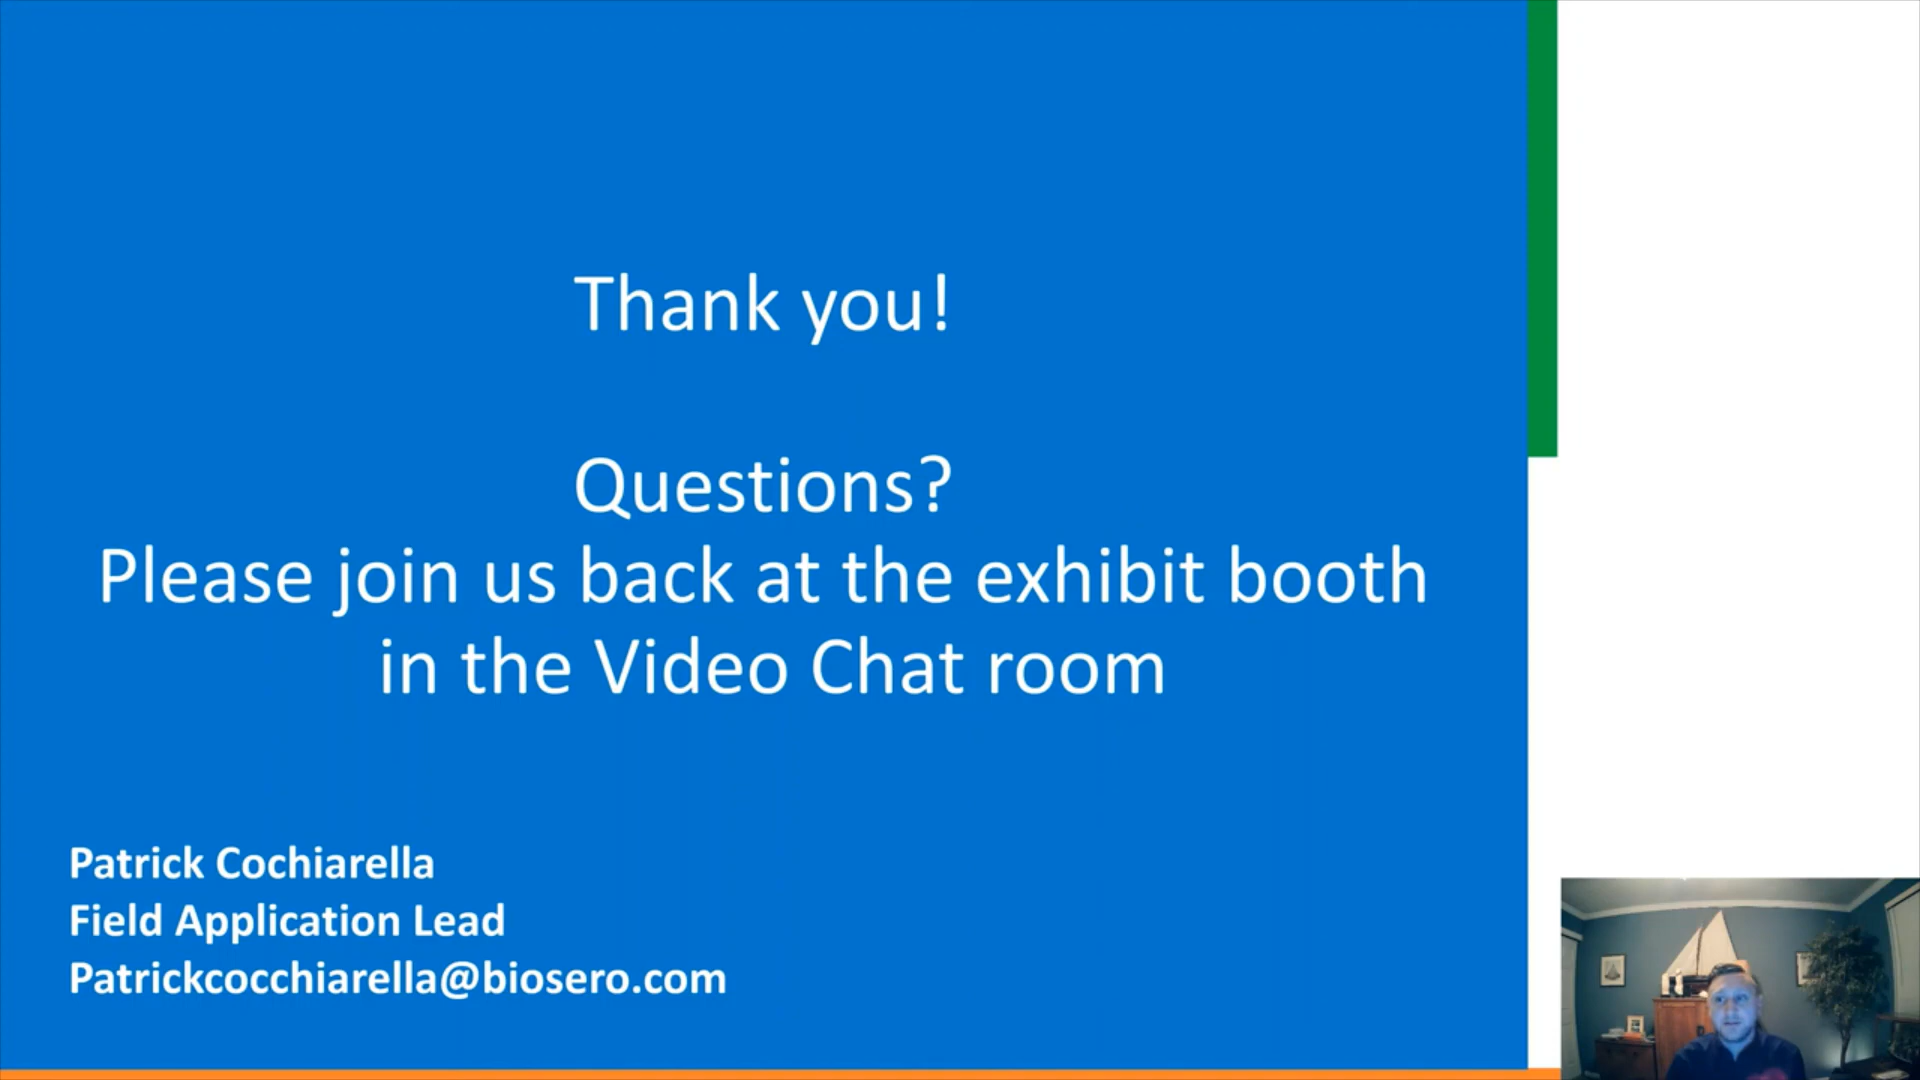 Thank you!
Questions?
Please join us back at the exhibit booth
in the Video Chat room
Patrick Cochiarella
Field Application Lead
Patrickcocchiarella@biosero.com